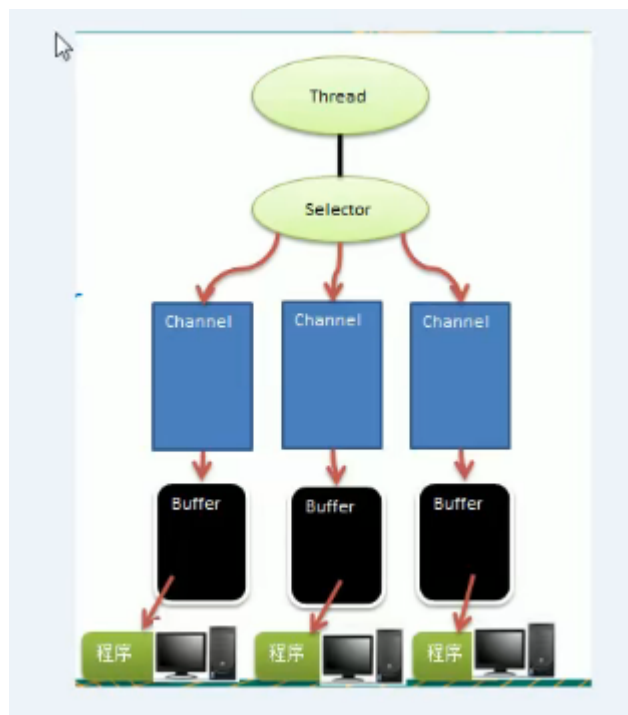 Thread
Selector
Channel
Channel
Channel
Buffer
Buffer
Buffer
程序
程序
程序